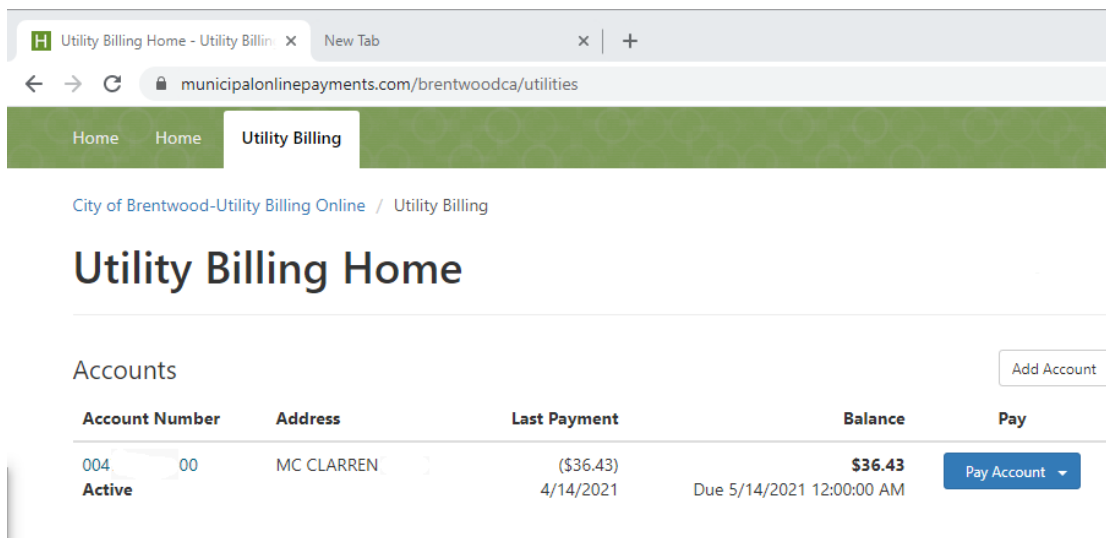 Utility Billing Home - Utility Billin
New Tab
municipalonlinepayments.com/brentwoodca/utilities
Home Home Utility Billing
City of Brentwood-Utility Billing Online / Utility Billing
Utility Billing Home
Accounts
Add Account
Account Number Address Last Payment Balance Pay
004 00 MC CLARREN ($36.43) $36.43 Pay Account
Active 4/14/2021 Due 5/14/2021 12:00:00 AM